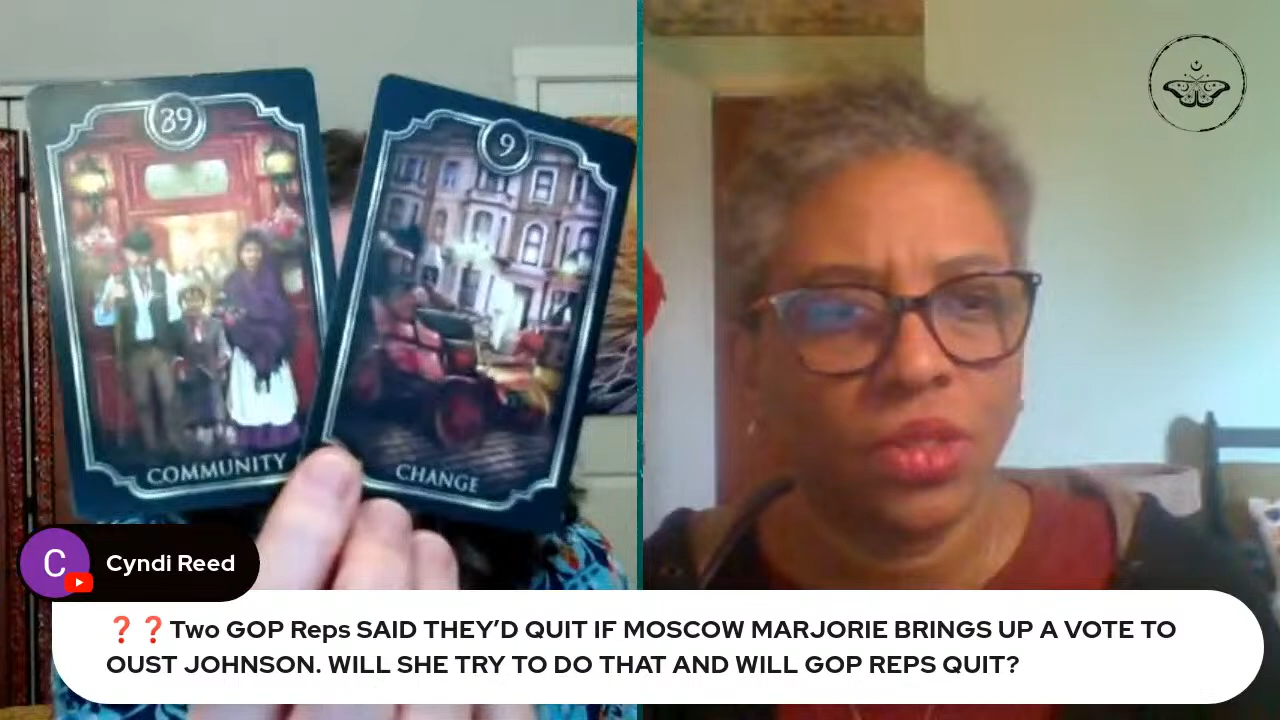 39
9
COMMUNITY
CHANGE
C
Cyndi Reed
❓❓Two GOP Reps SAID THEY’D QUIT IF MOSCOW MARJORIE BRINGS UP A VOTE TO
OUST JOHNSON. WILL SHE TRY TO DO THAT AND WILL GOP REPS QUIT?